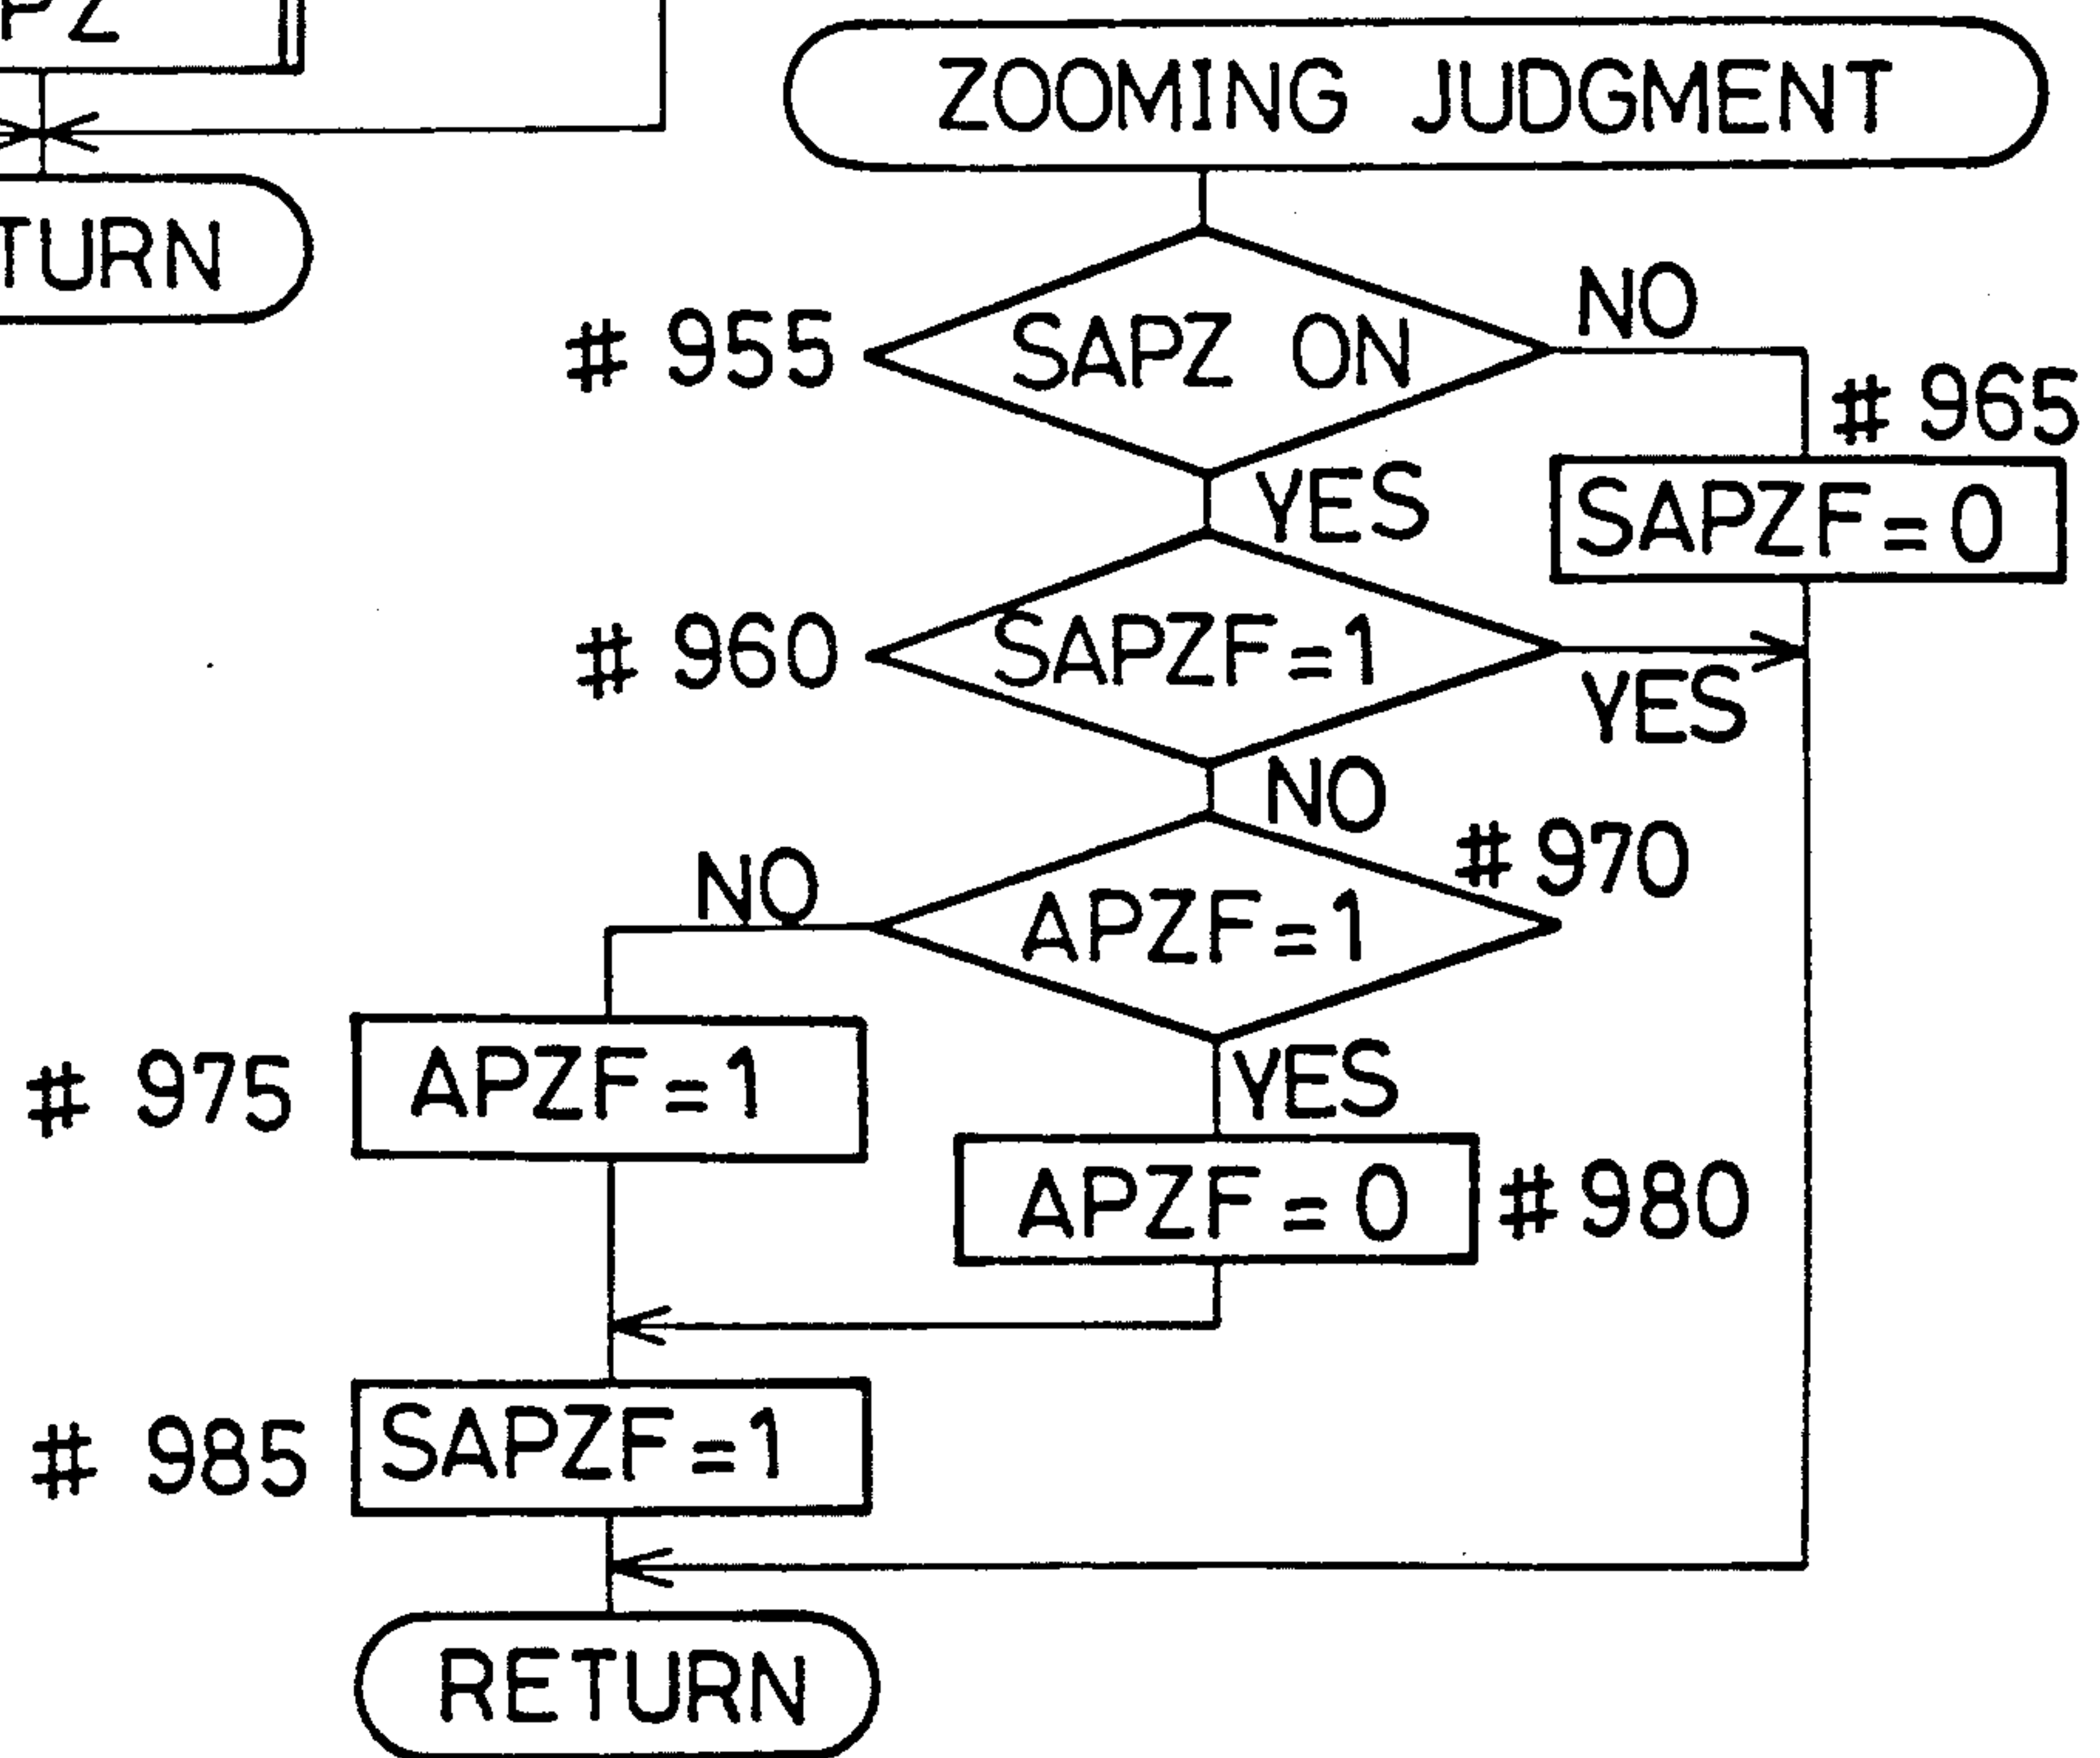 PZ
TURN
ZOOMING JUDGMENT
# 955
SAPZ ON
NO
# 965
YES
SAPZF=0
# 960
SAPZF=1
YES
NO
# 970
NO
APZF=1
# 975
APZF=1
YES
APZF=0
# 980
# 985
SAPZF=1
RETURN